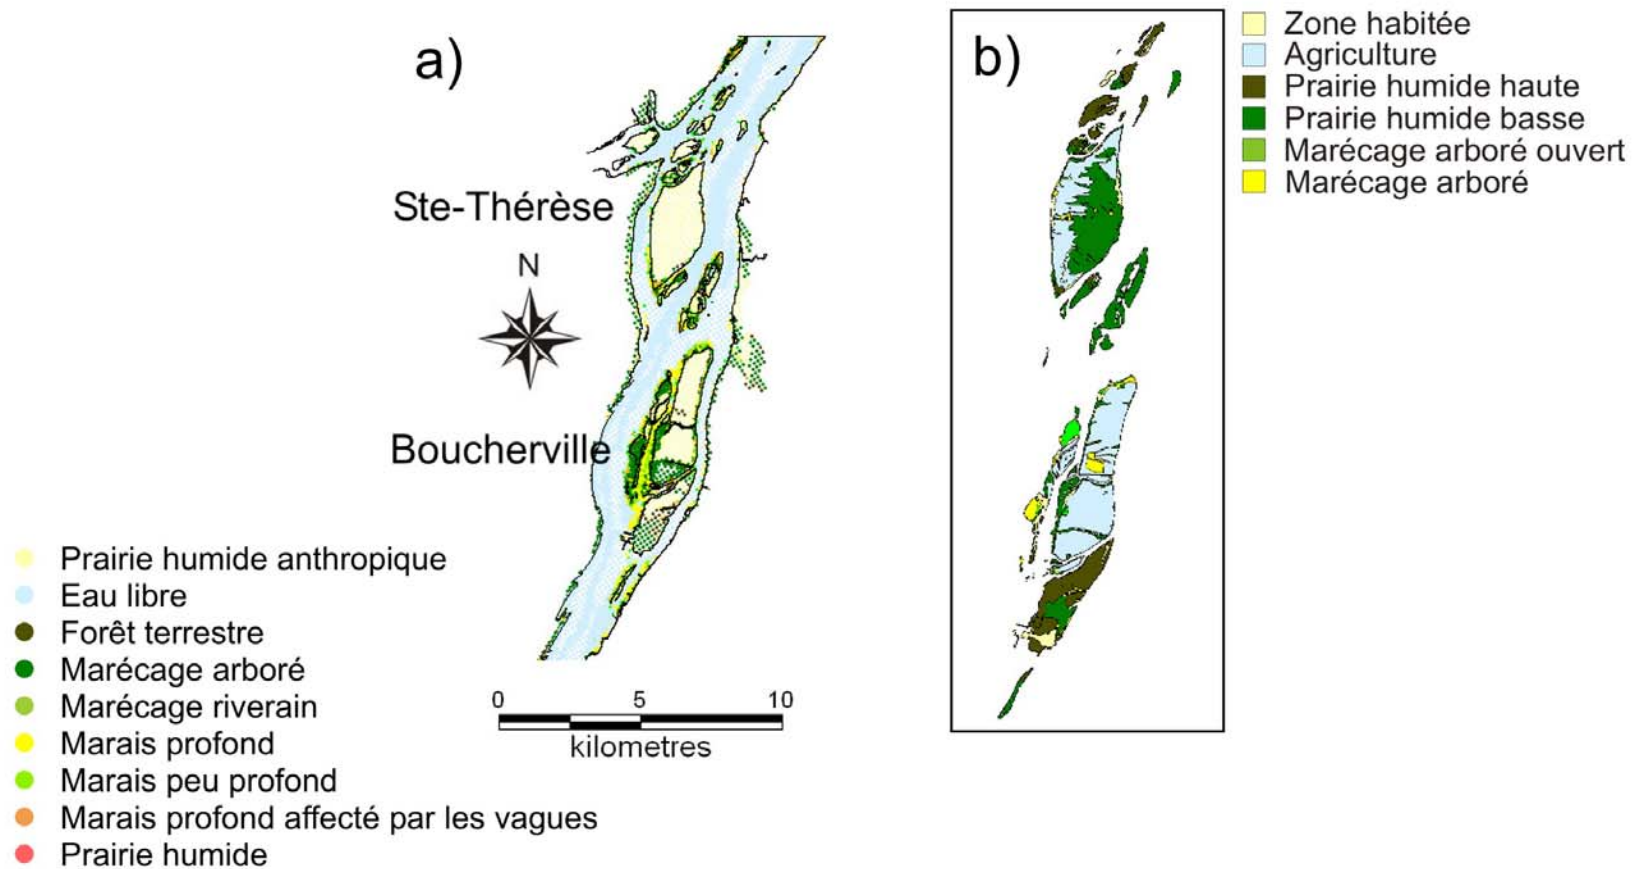 a)
Ste-Thérèse
N
Boucherville
Prairie humide anthropique
Eau libre
Forêt terrestre
Marécage arboré
Marécage riverain
Marais profond
Marais peu profond
Marais profond affecté par les vagues
Prairie humide
0 5 10
kilometres
b)
Zone habitée
Agriculture
Prairie humide haute
Prairie humide basse
Marécage arboré ouvert
Marécage arboré